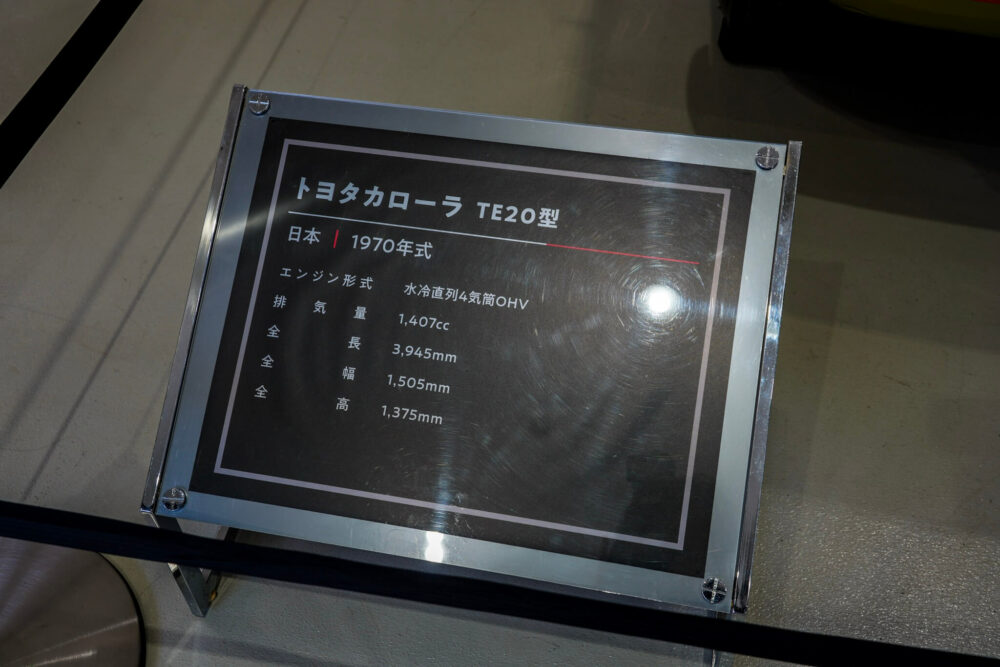 トヨタカローラ TE20型
日本 | 1970年式
エンジン形式 水冷直列4気筒OHV
排気量 1,407cc
全長 3,945mm
全幅 1,505mm
全高 1,375mm